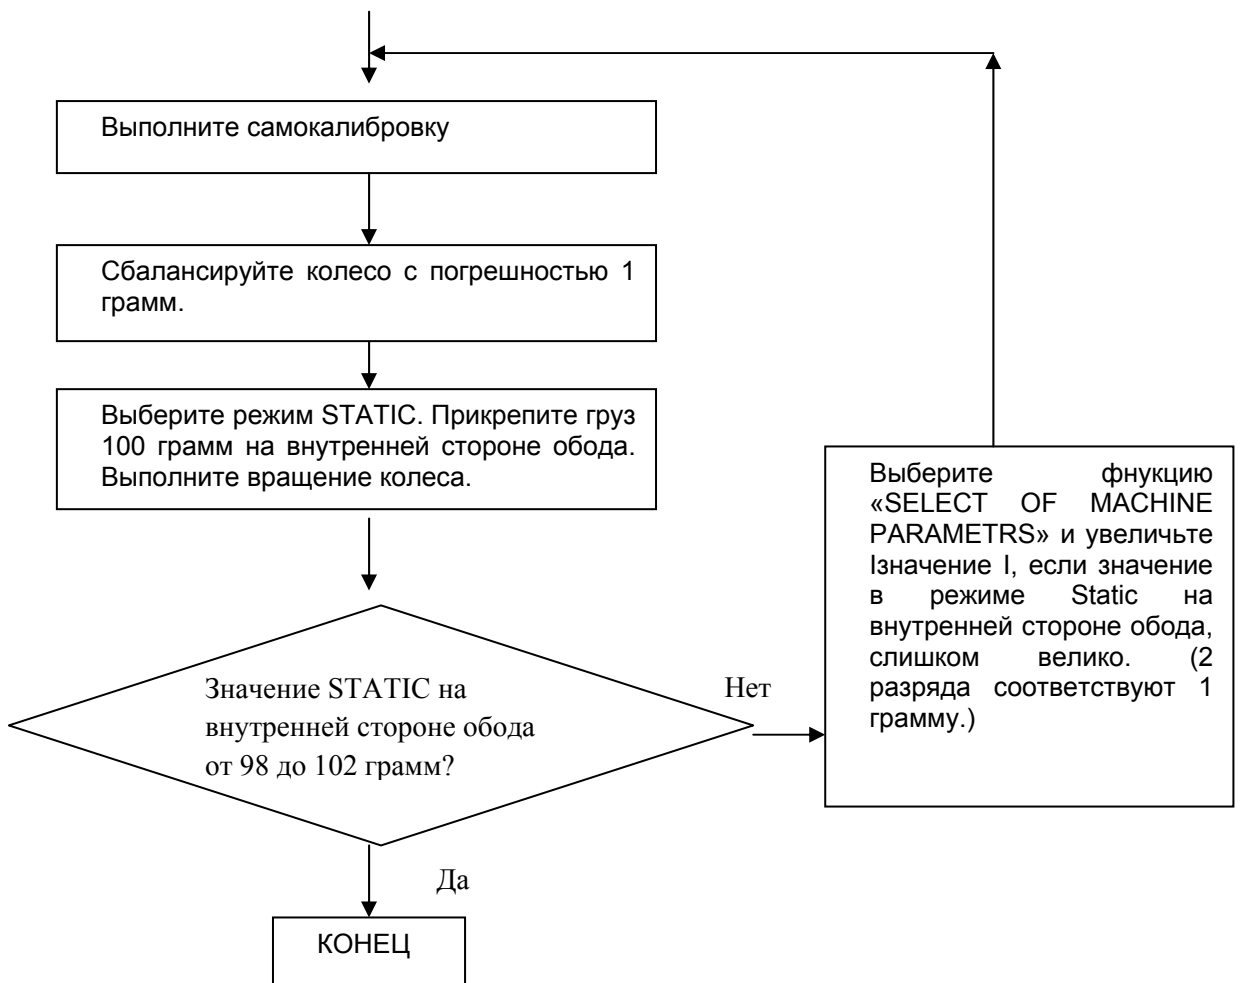 Выполните самокалибровку
Сбалансируйте колесо с погрешностью 1
грамм.
Выберите режим STATIC. Прикрепите груз
100 грамм на внутренней стороне обода.
Выполните вращение колеса.
Значение STATIC на
внутренней стороне обода
от 98 до 102 грамм?
Нет
Выберите фнукцию
«SELECT OF MACHINE
PARAMETRS» и увеличьте
Iзначение I, если значение
в режиме Static на
внутренней стороне обода,
слишком велико. (2
разряда соответствуют 1
грамму.)
Да
КОНЕЦ